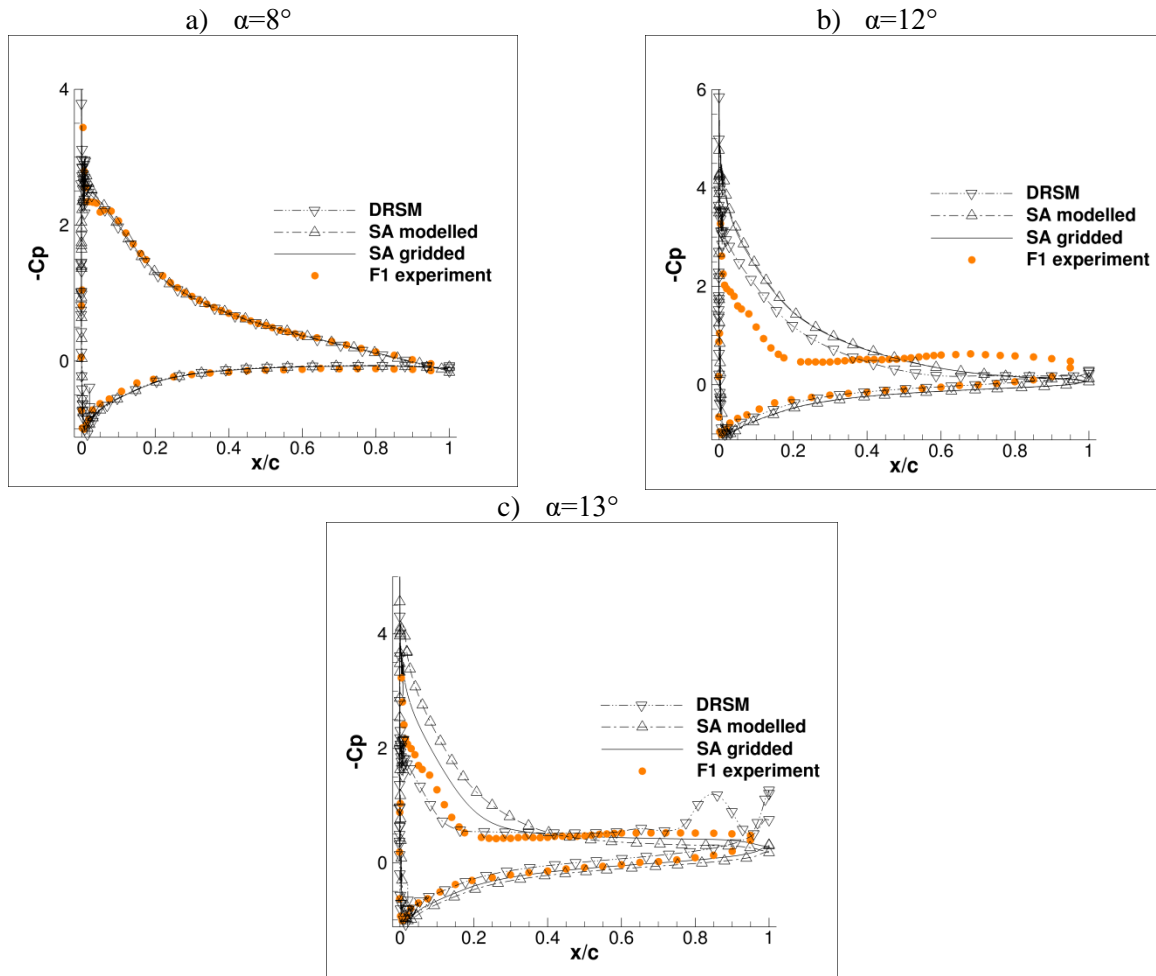 a) α=8°
b) α=12°
4
2
0
-Cp
DRSM
SA modelled
SA gridded
F1 experiment
0 0.2 0.4 0.6 0.8 1
x/c
6
4
2
0
-Cp
DRSM
SA modelled
SA gridded
F1 experiment
0 0.2 0.4 0.6 0.8 1
x/c
c) α=13°
4
2
0
-Cp
DRSM
SA modelled
SA gridded
F1 experiment
0 0.2 0.4 0.6 0.8 1
x/c